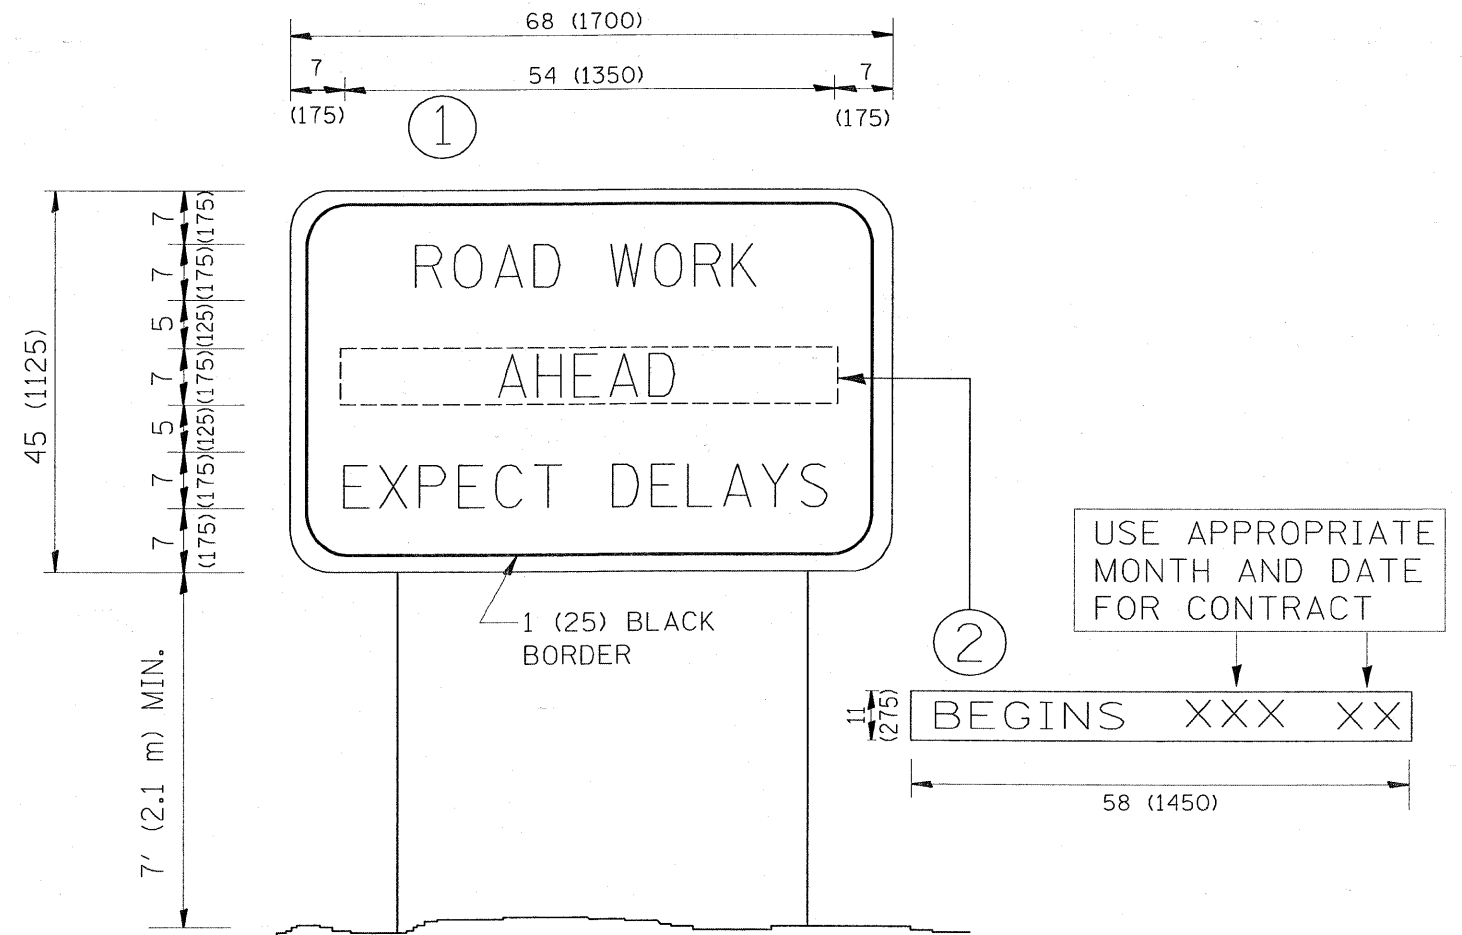 68 (1700)
7
54 (1350)
7
(175)
(175)
1
45 (1125)
7 (175)
7 (175)
5 (125)
7 (175)
5 (125)
7 (175)
7 (175)
ROAD WORK
AHEAD
EXPECT DELAYS
1 (25) BLACK
BORDER
7' (2.1 m) MIN.
2
USE APPROPRIATE
MONTH AND DATE
FOR CONTRACT
11
(275)
BEGINS XXX XX
58 (1450)